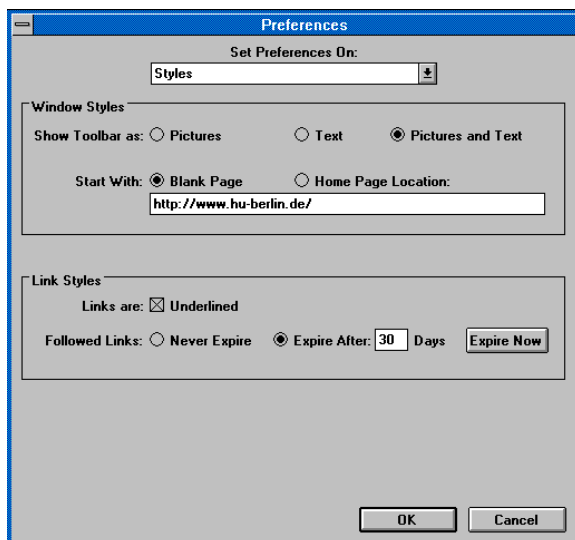 Preferences
Set Preferences On:
Styles
Window Styles
Show Toolbar as: Pictures Text Pictures and Text
Start With: Blank Page Home Page Location:
http://www.hu-berlin.de/
Link Styles
Links are: Underlined
Followed Links: Never Expire Expire After: 30 Days Expire Now
OK Cancel